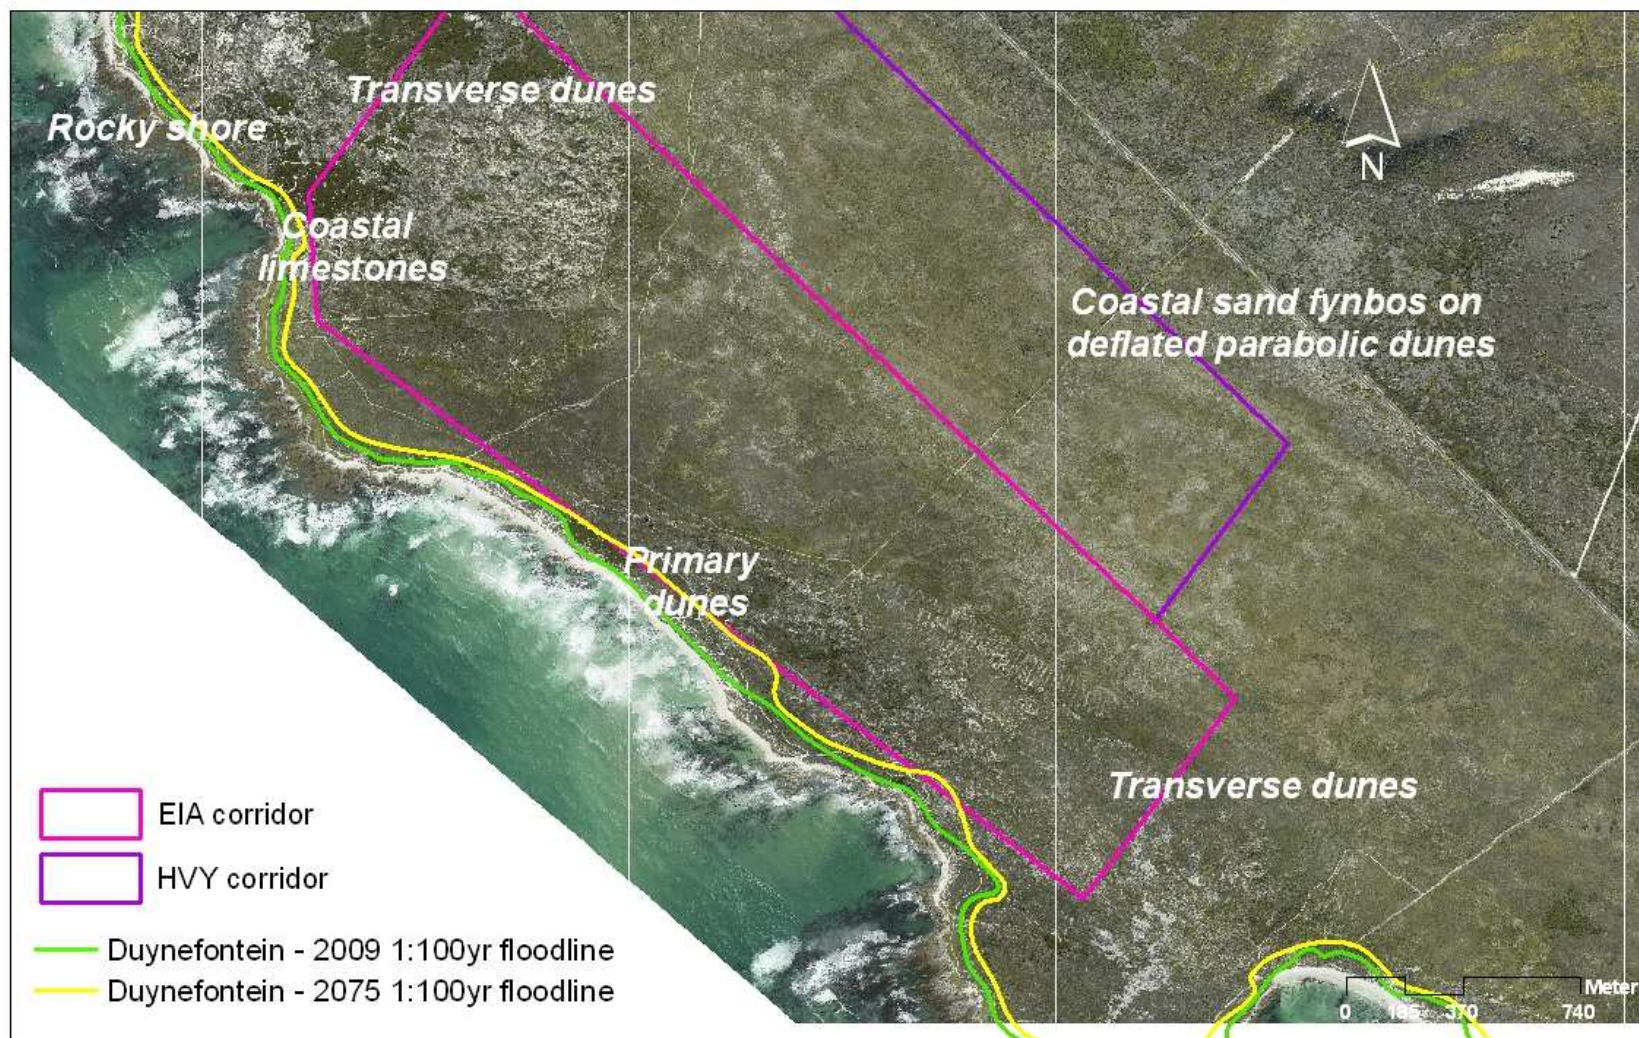 Transverse dunes
Rocky shore
N
Coastal
limestones
Coastal sand fynbos on
deflated parabolic dunes
Primary
dunes
Transverse dunes
EIA corridor
HVY corridor
Duynefontein - 2009 1:100yr floodline
Duynefontein - 2075 1:100yr floodline
Meter
0 185 370 740